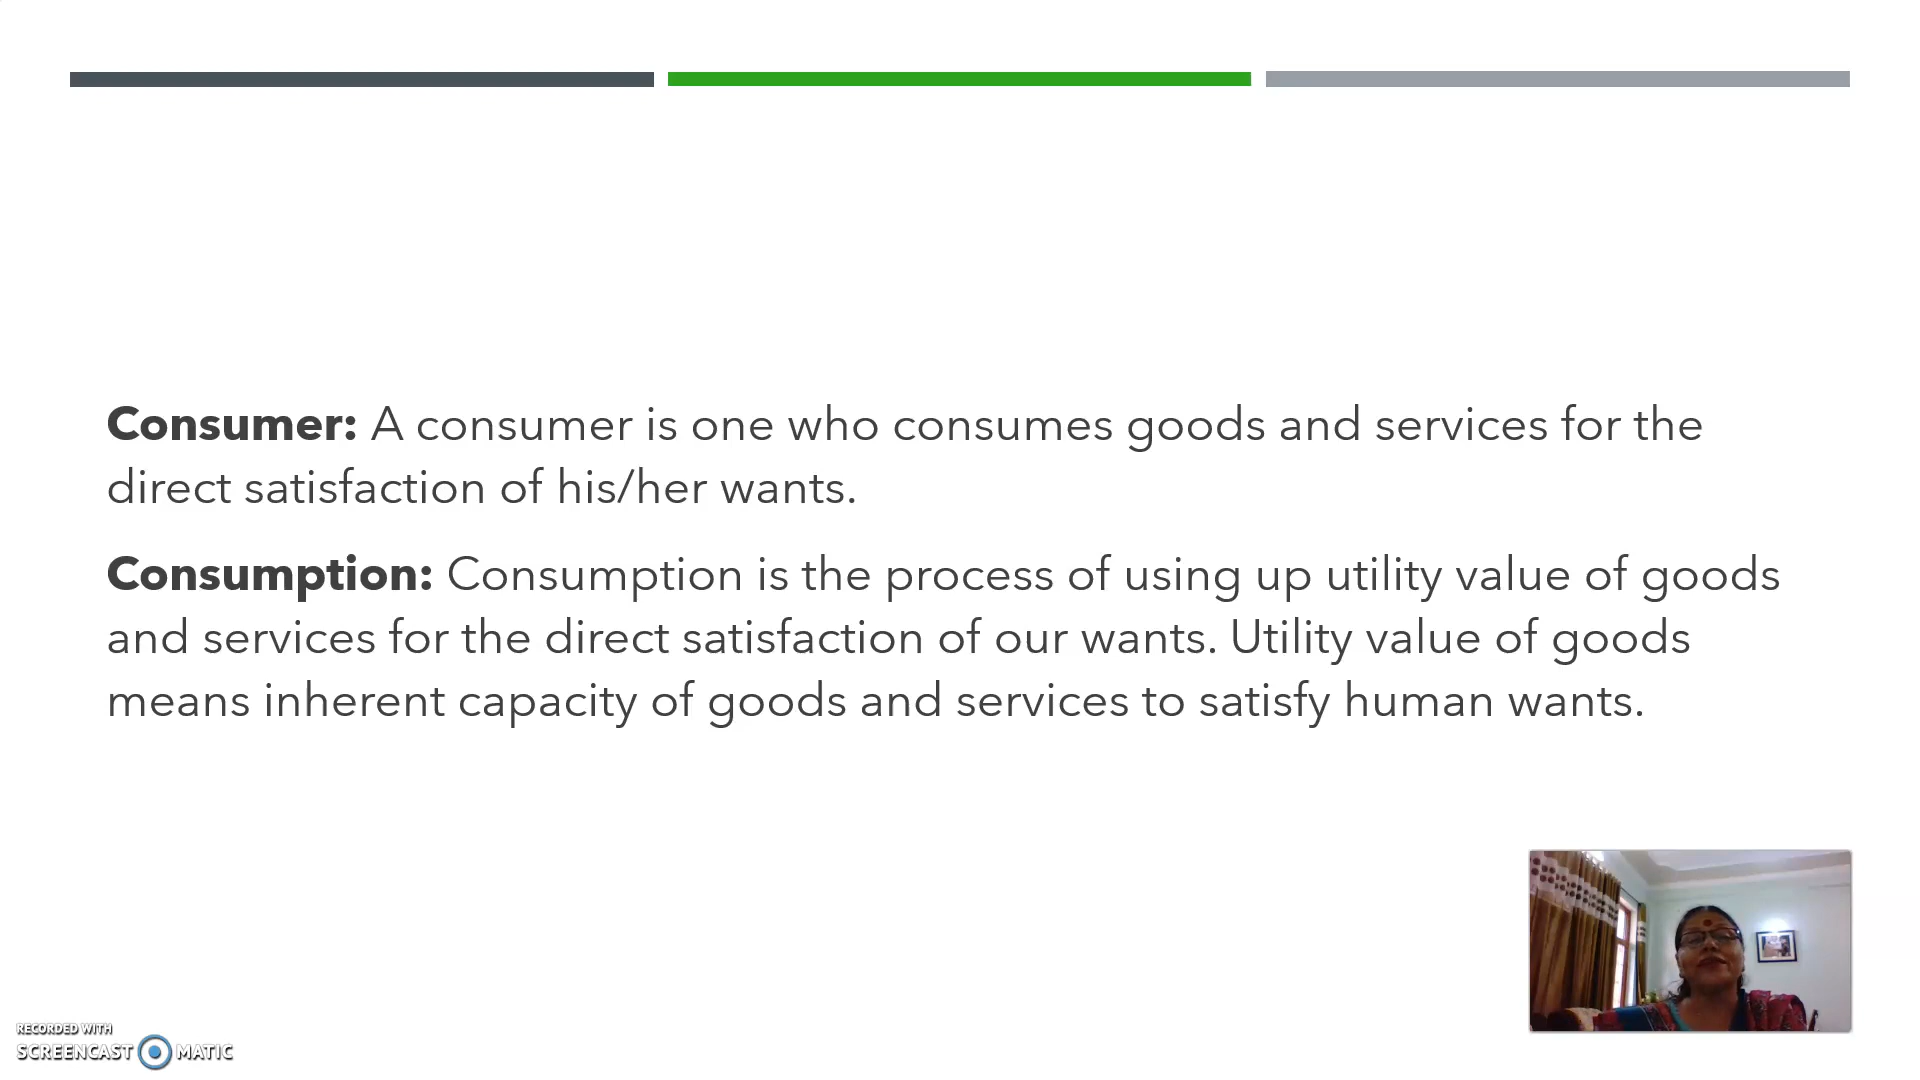 Consumer: A consumer is one who consumes goods and services for the
direct satisfaction of his/her wants.
Consumption: Consumption is the process of using up utility value of goods
and services for the direct satisfaction of our wants. Utility value of goods
means inherent capacity of goods and services to satisfy human wants.
RECORDED WITH
SCREENCAST MATIC